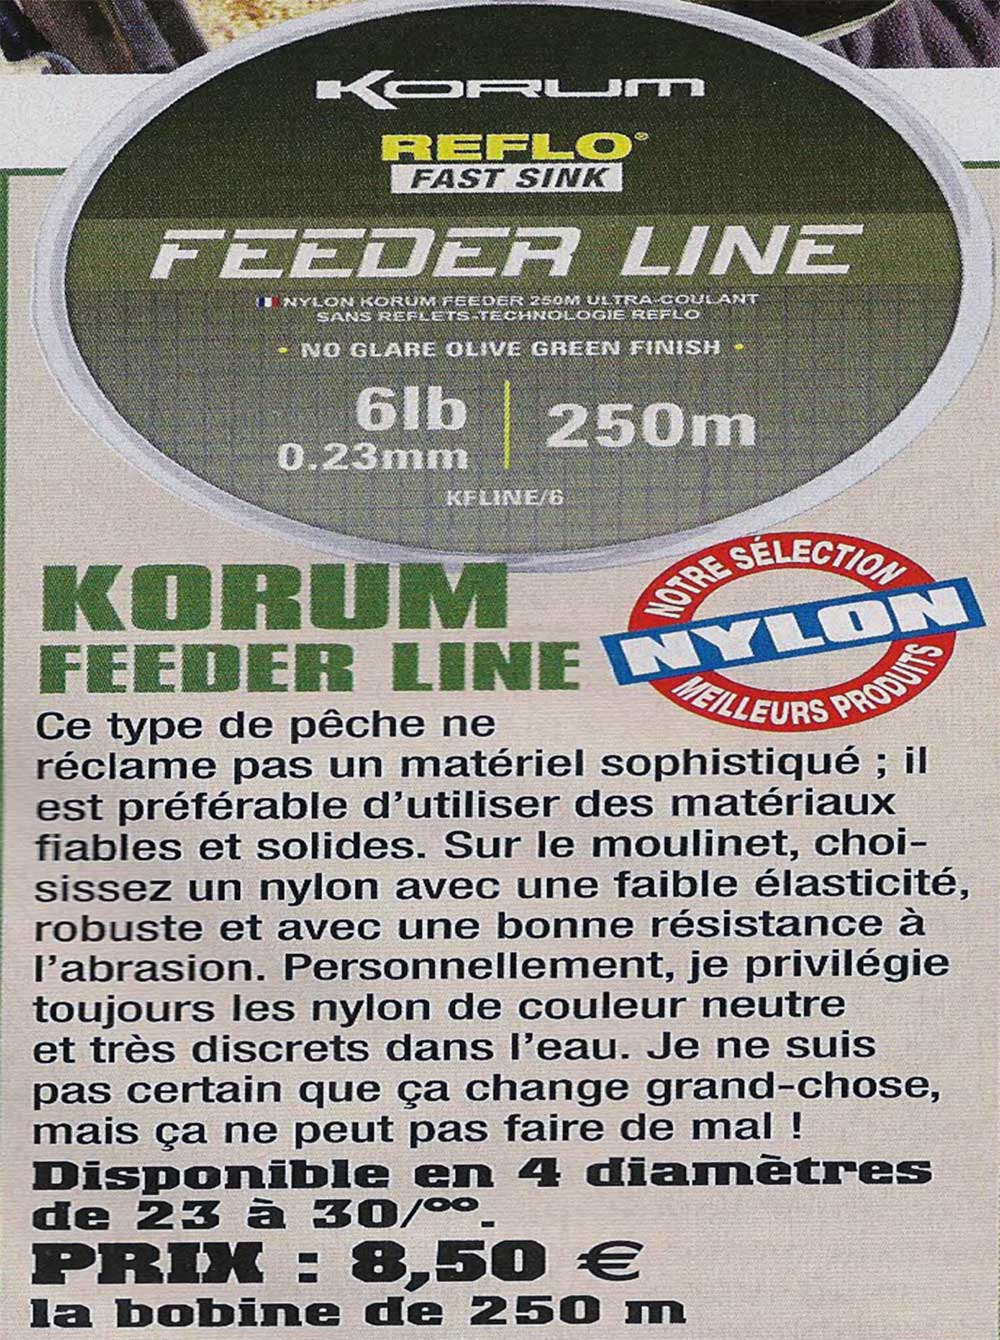 KORUM
REFLO®
FAST SINK
FEEDER LINE
NYLON KORUM FEEDER 250M ULTRA-COULANT
SANS REFLETS-TECHNOLOGIE REFLO
• NO GLARE OLIVE GREEN FINISH •
6lb
0.23mm
250m
KFLINE/6
NOTRE SÉLECTION
NYLON
MEILLEURS PRODUITS
KORUM
FEEDER LINE
Ce type de pêche ne
réclame pas un matériel sophistiqué ; il
est préférable d'utiliser des matériaux
fiables et solides. Sur le moulinet, choi-
sissez un nylon avec une faible élasticité,
robuste et avec une bonne résistance à
l'abrasion. Personnellement, je privilégie
toujours les nylon de couleur neutre
et très discrets dans l'eau. Je ne suis
pas certain que ça change grand-chose,
mais ça ne peut pas faire de mal !
Disponible en 4 diamètres
de 23 à 30/°°.
PRIX : 8,50 €
la bobine de 250 m